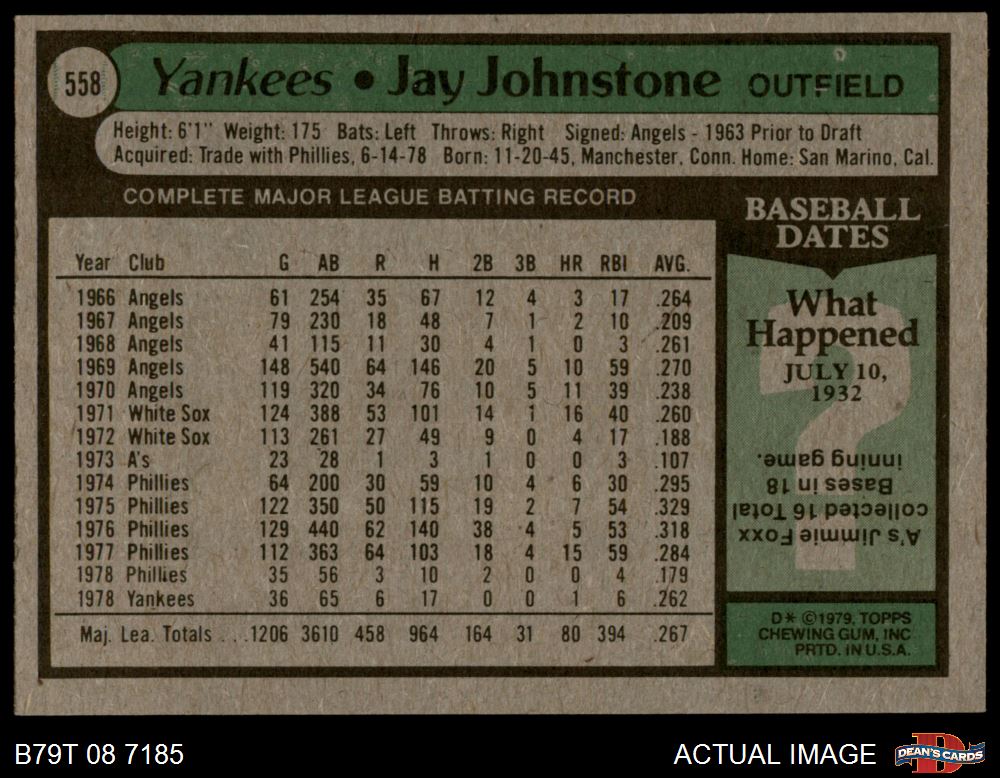 558
Yankees • Jay Johnstone OUTFIELD
Height: 6'1" Weight: 175 Bats: Left Throws: Right Signed: Angels - 1963 Prior to Draft
Acquired: Trade with Phillies, 6-14-78 Born: 11-20-45, Manchester, Conn. Home: San Marino, Cal.
COMPLETE MAJOR LEAGUE BATTING RECORD
Year Club G AB R H 2B 3B HR RBI AVG.
1966 Angels 61 254 35 67 12 4 3 17 .264
1967 Angels 79 230 18 48 7 1 2 10 .209
1968 Angels 41 115 11 30 4 1 0 3 .261
1969 Angels 148 540 64 146 20 5 10 59 .270
1970 Angels 119 320 34 76 10 5 11 39 .238
1971 White Sox 124 388 53 101 14 1 16 40 .260
1972 White Sox 113 261 27 49 9 0 4 17 .188
1973 A's 23 28 1 3 1 0 0 3 .107
1974 Phillies 64 200 30 59 10 4 6 30 .295
1975 Phillies 122 350 50 115 19 2 7 54 .329
1976 Phillies 129 440 62 140 38 4 5 53 .318
1977 Phillies 112 363 64 103 18 4 15 59 .284
1978 Phillies 35 56 3 10 2 0 0 4 .179
1978 Yankees 36 65 6 17 0 0 1 6 .262
Maj. Lea. Totals . . . 1206 3610 458 964 164 31 80 394 .267
BASEBALL
DATES
What
Happened
JULY 10,
1932
?
A's Jimmie Foxx
collected 16 Total
Bases in 18
inning game.
D* ©1979, TOPPS
CHEWING GUM, INC
PRTD. IN U.S.A.
B79T 08 7185
ACTUAL IMAGE
DEAN'S CARDS